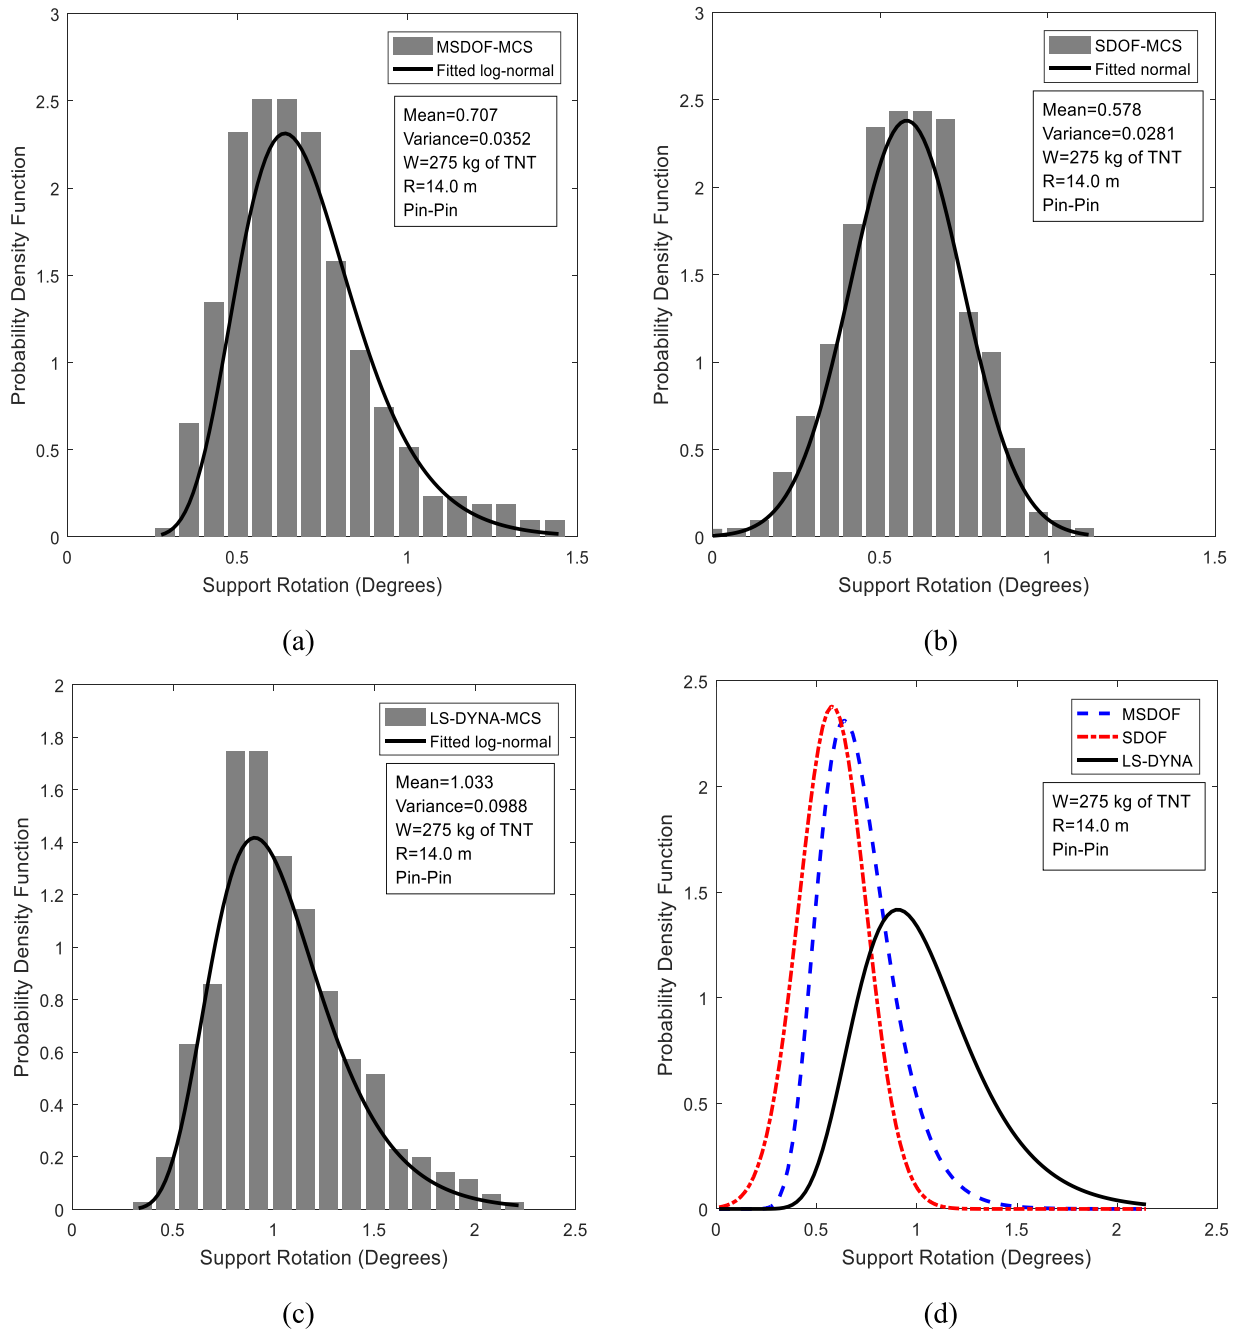 3
2.5
2
1.5
1
0.5
0
0
0.5
1
1.5
Probability Density Function
Support Rotation (Degrees)
MSDOF-MCS
Fitted log-normal
Mean=0.707
Variance=0.0352
W=275 kg of TNT
R=14.0 m
Pin-Pin
(a)
3
2.5
2
1.5
1
0.5
0
0
0.5
1
1.5
Probability Density Function
Support Rotation (Degrees)
SDOF-MCS
Fitted normal
Mean=0.578
Variance=0.0281
W=275 kg of TNT
R=14.0 m
Pin-Pin
(b)
2
1.8
1.6
1.4
1.2
1
0.8
0.6
0.4
0.2
0
0
0.5
1
1.5
2
2.5
Probability Density Function
Support Rotation (Degrees)
LS-DYNA-MCS
Fitted log-normal
Mean=1.033
Variance=0.0988
W=275 kg of TNT
R=14.0 m
Pin-Pin
(c)
2.5
2
1.5
1
0.5
0
0
0.5
1
1.5
2
2.5
Probability Density Function
Support Rotation (Degrees)
MSDOF
SDOF
LS-DYNA
W=275 kg of TNT
R=14.0 m
Pin-Pin
(d)